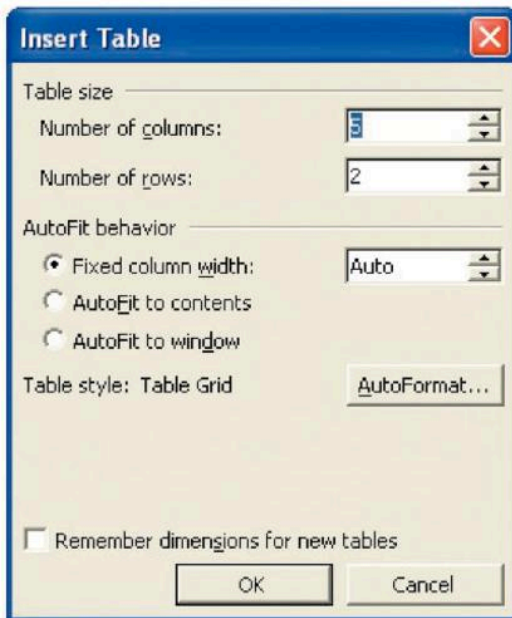 Insert Table
Table size
Number of columns: 5
Number of rows: 2
AutoFit behavior
Fixed column width: Auto
AutoFit to contents
AutoFit to window
Table style: Table Grid AutoFormat...
Remember dimensions for new tables
OK Cancel